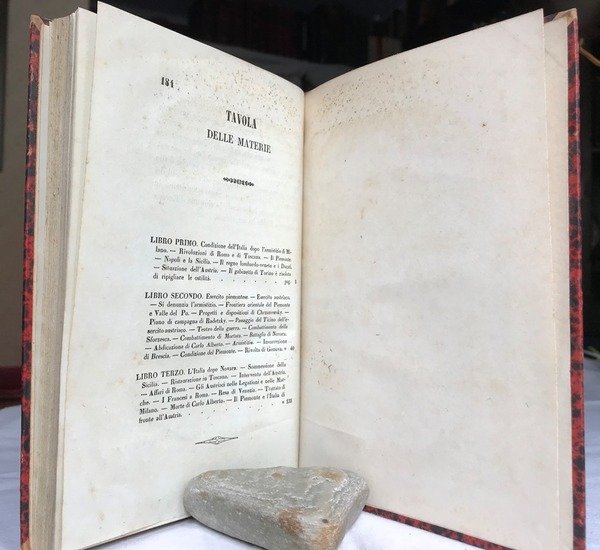 184
TAVOLA
DELLE MATERIE
LIBRO PRIMO. Condizione dell'Italia dopo l'armistizio di Mi-
lano. — Rivoluzioni di Roma e di Toscana. — Il Piemonte
— Napoli e la Sicilia. — Il regno lombardo-veneto e i Ducati.
— Situazione dell'Austria. — Il gabinetto di Torino è risoluto
di ripigliare le ostilità. pag. 5
LIBRO SECONDO. Esercito piemontese. — Esercito austriaco.
— Si denunzia l'armistizio. — Frontiera orientale del Piemonte
e Valle del Po. — Progetti e disposizioni di Chrzanowsky. —
Piano di campagna di Radetzky. — Passaggio del Ticino dell'e-
sercito austriaco. — Teatro della guerra. — Combattimento di
Sforzesca. — Combattimento di Mortara. — Battaglia di Novara.
— Abdicazione di Carlo Alberto. — Armistizio. — Insurrezione
di Brescia. — Condizione del Piemonte. — Rivolta di Genova. » 40
LIBRO TERZO. L'Italia dopo Novara. — Sommessione della
Sicilia. — Ristorazione in Toscana. — Intervento dell'Austria.
— Affari di Roma. — Gli Austriaci nelle Legazioni e nelle Mar-
che. — I Francesi a Roma. — Resa di Venezia. — Trattato di
Milano. — Morte di Carlo Alberto. — Il Piemonte e l'Italia di
fronte all'Austria. » 133